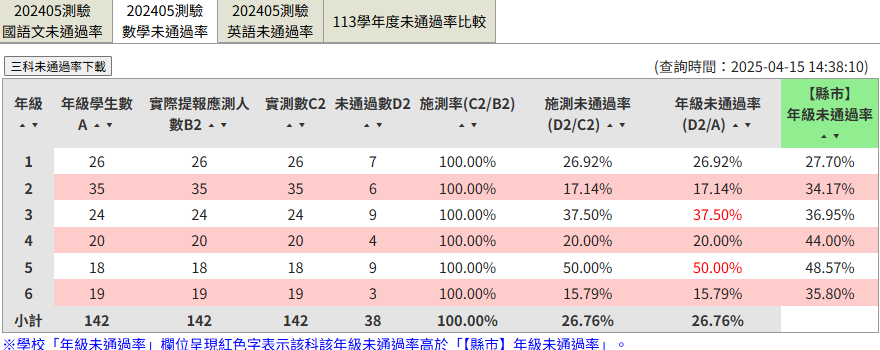 202405測驗
國語文未通過率
202405測驗
數學未通過率
202405測驗
英語未通過率
113學年度未通過率比較
三科未通過率下載
(查詢時間：2025-04-15 14:38:10)
年級 年級學生數 實際提報應測人 實測數C2 未通過數D2 施測率(C2/B2) 施測未通過率 年級未通過率 【縣市】
A 數B2 (D2/C2) (D2/A) 年級未通過率
1 26 26 26 7 100.00% 26.92% 26.92% 27.70%
2 35 35 35 6 100.00% 17.14% 17.14% 34.17%
3 24 24 24 9 100.00% 37.50% 37.50% 36.95%
4 20 20 20 4 100.00% 20.00% 20.00% 44.00%
5 18 18 18 9 100.00% 50.00% 50.00% 48.57%
6 19 19 19 3 100.00% 15.79% 15.79% 35.80%
小計 142 142 142 38 100.00% 26.76% 26.76%
※學校「年級未通過率」欄位呈現紅色字表示該科該年級未通過率高於「【縣市】年級未通過率」。